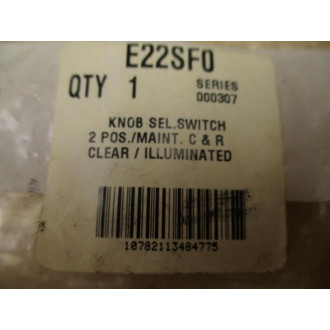 E22SF0
QTY 1 SERIES
000307
KNOB SEL.SWITCH
2 POS./MAINT. C & R
CLEAR / ILLUMINATED
10782113484775